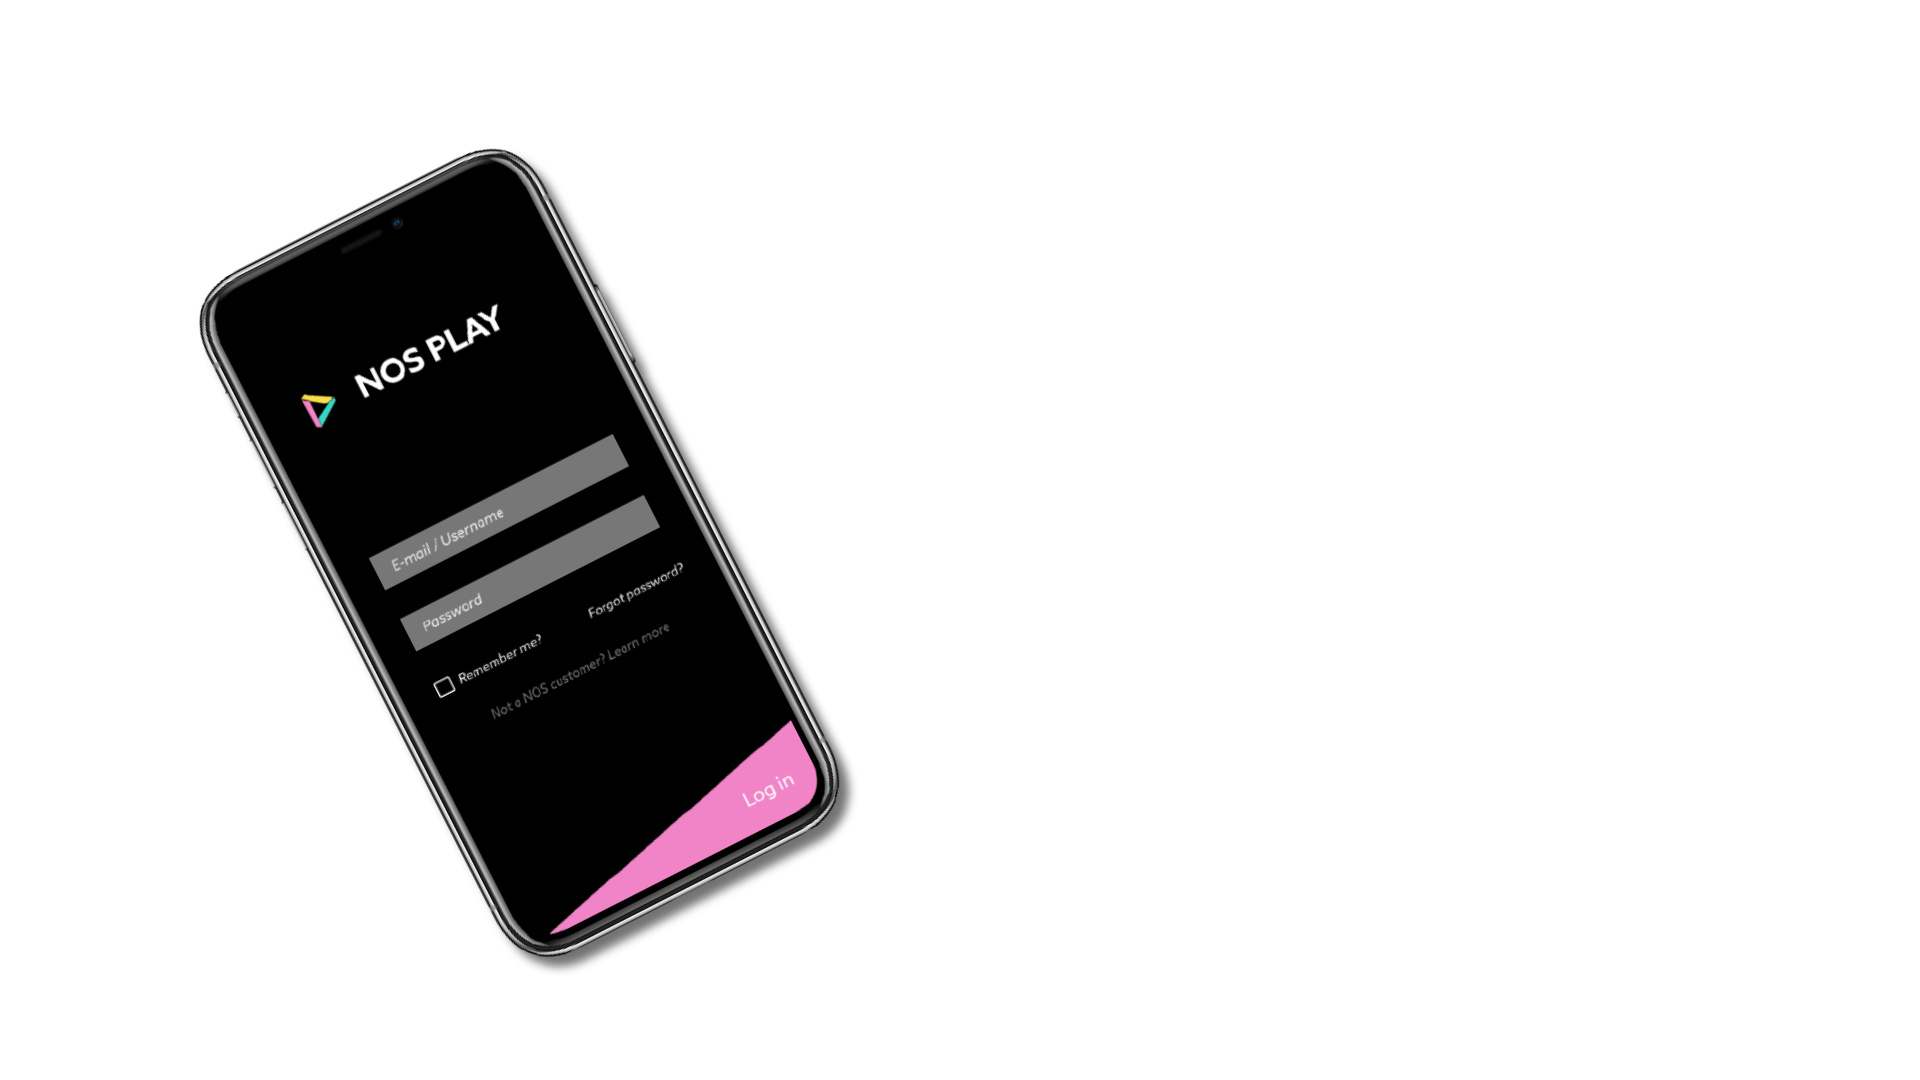 NOS PLAY
E-mail / Username
Password
Remember me?
Forgot password?
Not a NOS customer? Learn more
Log in